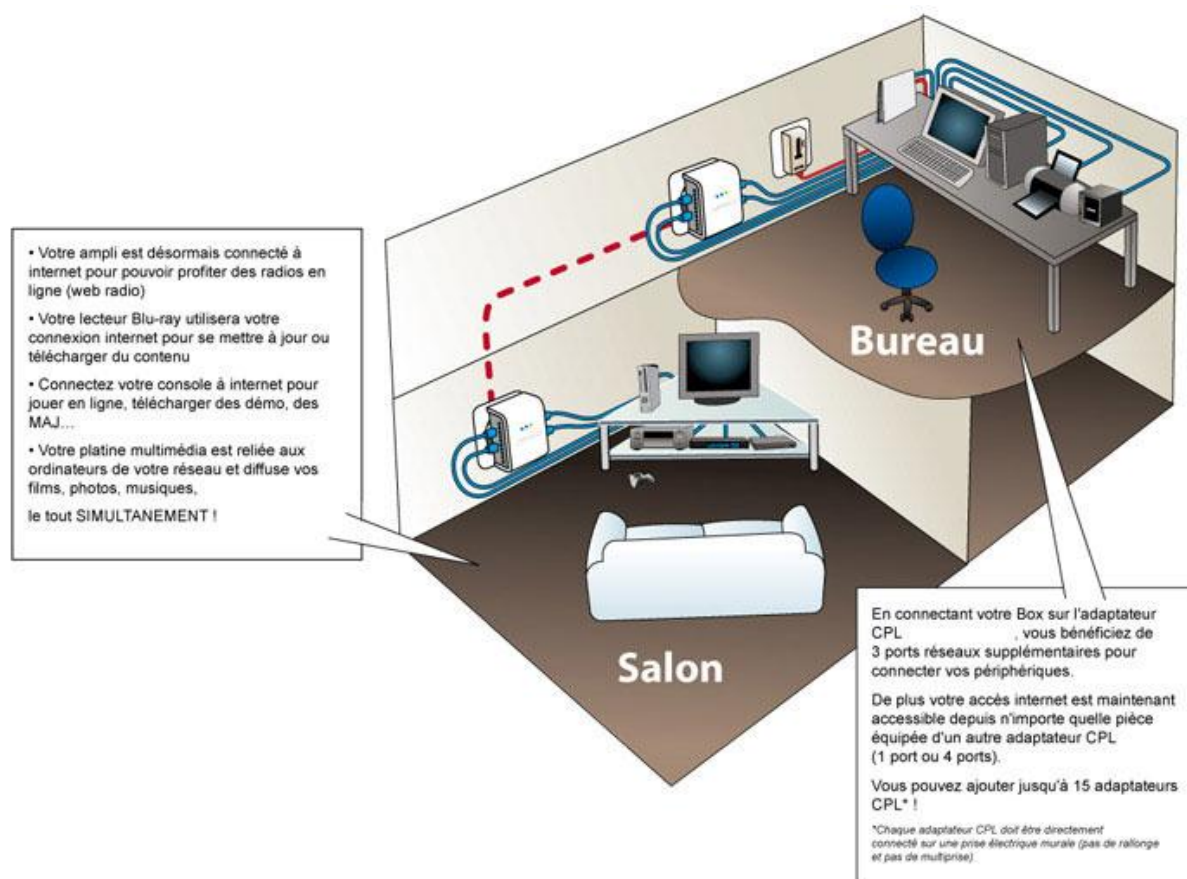 • Votre ampli est désormais connecté à
internet pour pouvoir profiter des radios en
ligne (web radio)
• Votre lecteur Blu-ray utilisera votre
connexion internet pour se mettre à jour ou
télécharger du contenu
• Connectez votre console à internet pour
jouer en ligne, télécharger des démo, des
MAJ...
• Votre platine multimédia est reliée aux
ordinateurs de votre réseau et diffuse vos
films, photos, musiques,
le tout SIMULTANEMENT !
Bureau
Salon
En connectant votre Box sur l'adaptateur
CPL , vous bénéficiez de
3 ports réseaux supplémentaires pour
connecter vos périphériques.
De plus votre accès internet est maintenant
accessible depuis n'importe quelle pièce
équipée d'un autre adaptateur CPL
(1 port ou 4 ports).
Vous pouvez ajouter jusqu'à 15 adaptateurs
CPL* !
*Chaque adaptateur CPL doit être directement
connecté sur une prise électrique murale (pas de rallonge
et pas de multiprise).